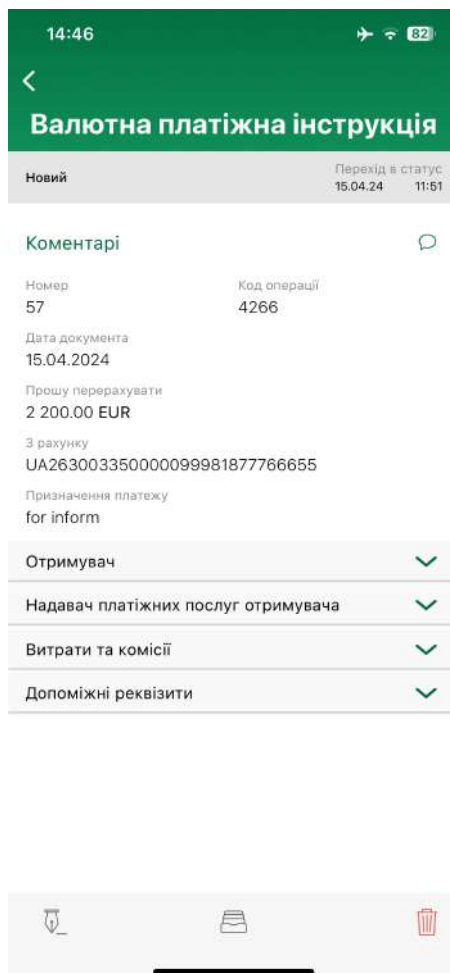 14:46
82
Валютна платіжна інструкція
Новий
Перехід в статус
15.04.24 11:51
Коментарі
Номер
Код операції
57
4266
Дата документа
15.04.2024
Прошу перерахувати
2 200.00 EUR
З рахунку
UA263003350000099981877766655
Призначення платежу
for inform
Отримувач
Надавач платіжних послуг отримувача
Витрати та комісії
Допоміжні реквізити